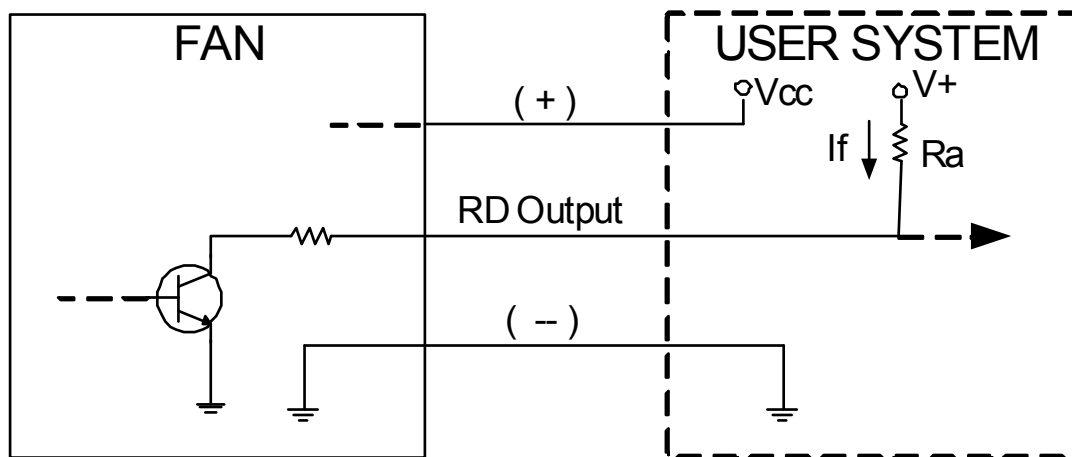 FAN
USER SYSTEM
( + )
Vcc
V+
If
Ra
RD Output
( -- )